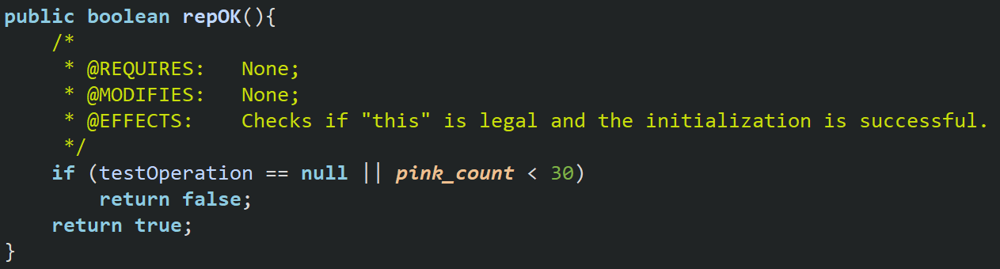 public boolean repOK(){
    /*
     * @REQUIRES:   None;
     * @MODIFIES:   None;
     * @EFFECTS:    Checks if "this" is legal and the initialization is successful.
     */
    if (testOperation == null || pink_count < 30)
        return false;
    return true;
}